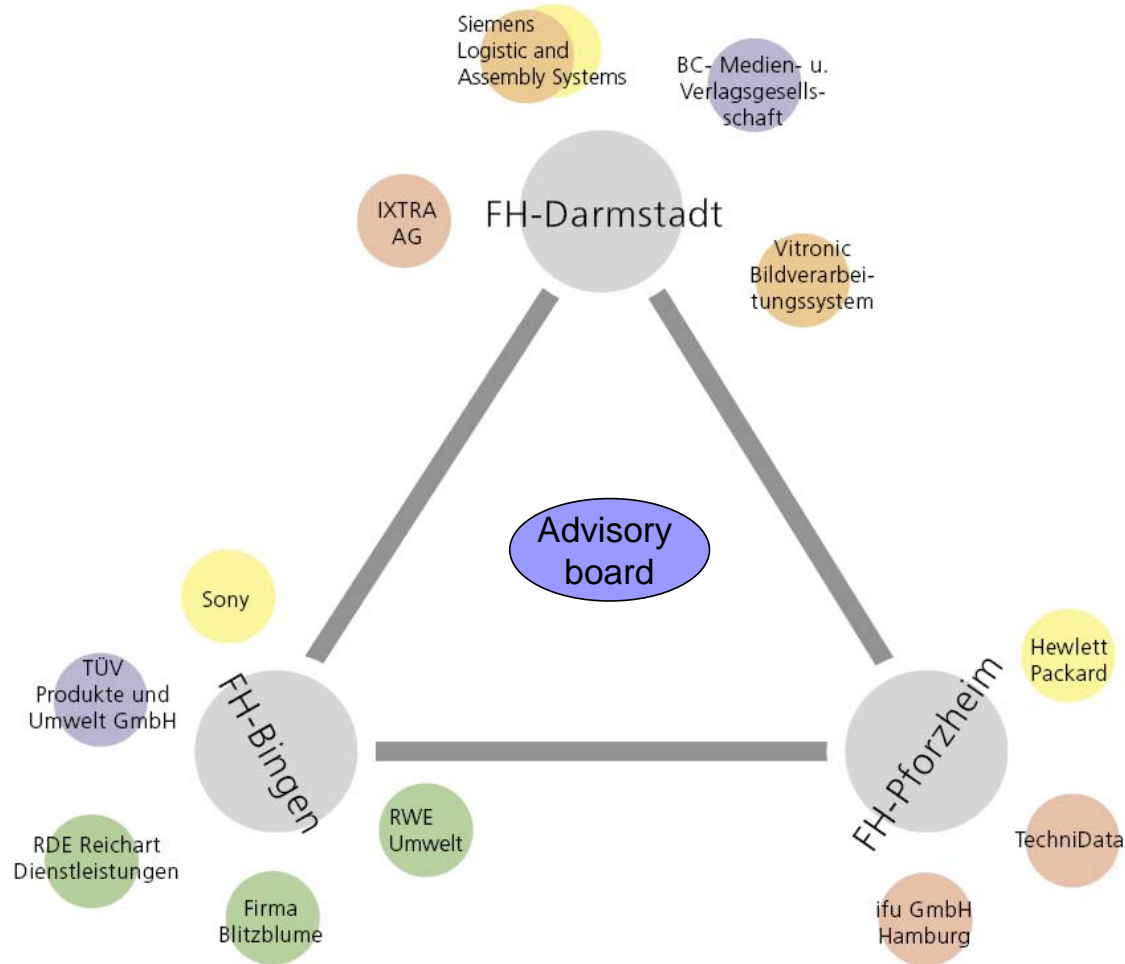 Siemens
Logistic and
Assembly Systems
BC- Medien- u.
Verlagsgesells-
schaft
IXTRA
AG
FH-Darmstadt
Vitronic
Bildverarbei-
tungssystem
Advisory
board
Sony
TÜV
Produkte und
Umwelt GmbH
FH-Bingen
RWE
Umwelt
RDE Reichart
Dienstleistungen
Firma
Blitzblume
Hewlett
Packard
FH-Pforzheim
TechniData
ifu GmbH
Hamburg